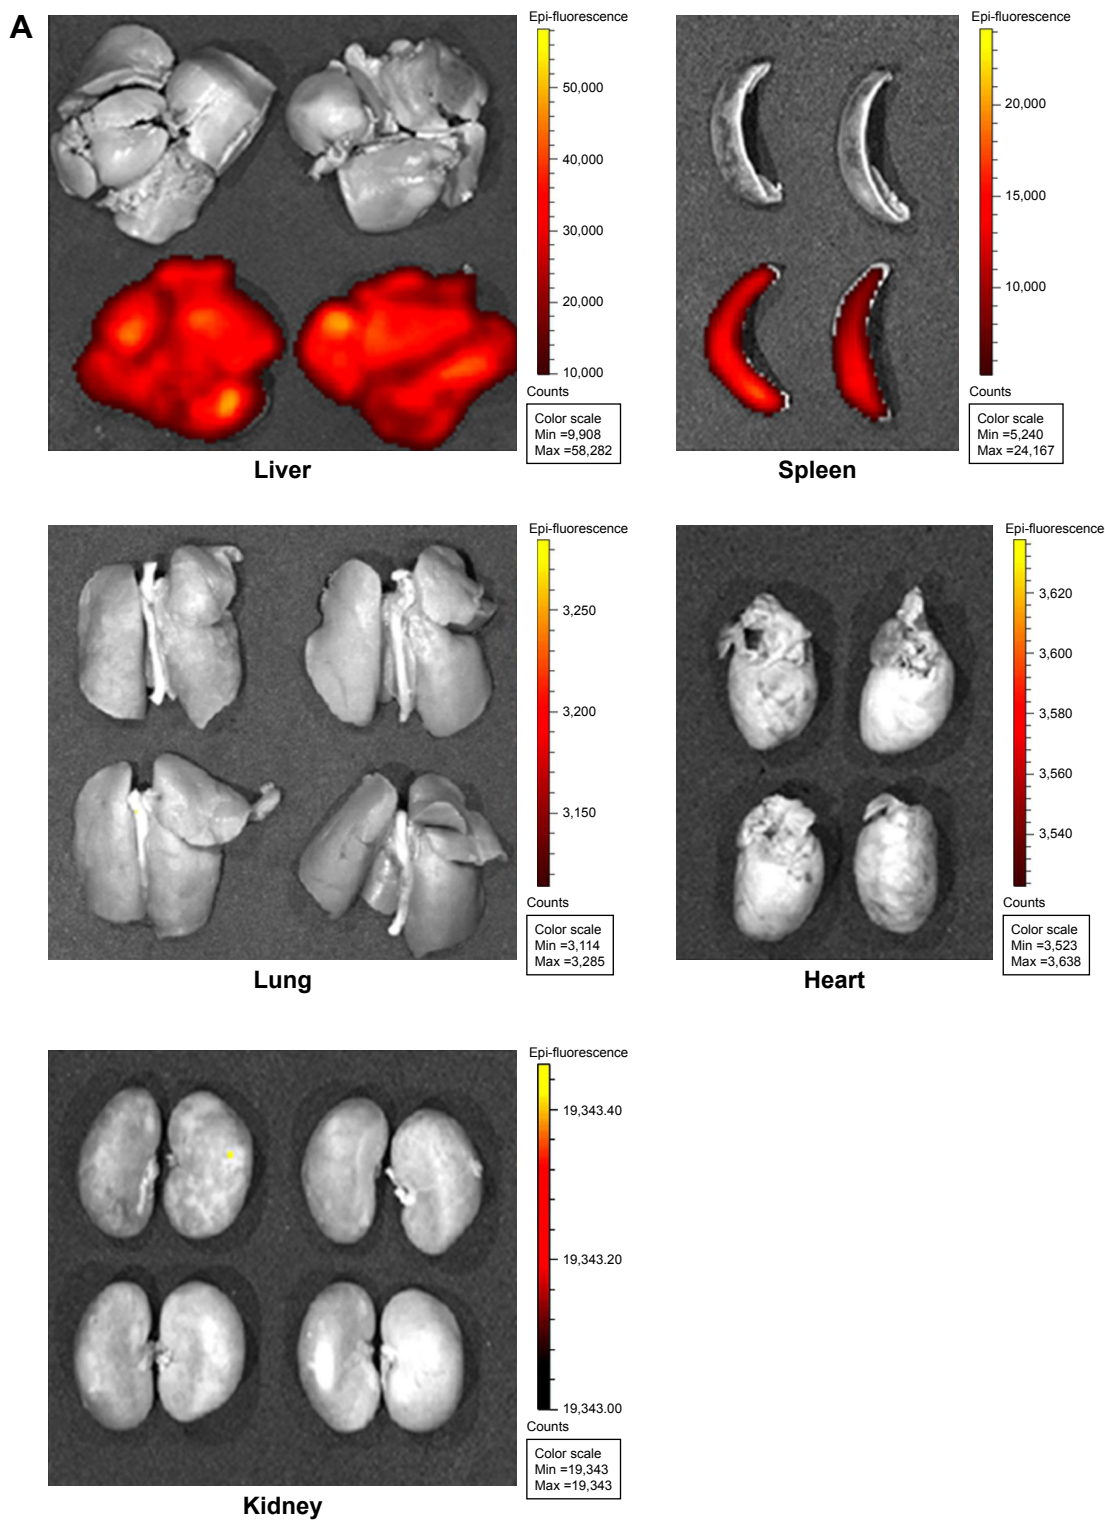 A
Epi-fluorescence
50,000
40,000
30,000
20,000
10,000
Counts
Color scale
Min =9,908
Max =58,282
Liver
Epi-fluorescence
20,000
15,000
10,000
Counts
Color scale
Min =5,240
Max =24,167
Spleen
Epi-fluorescence
3,250
3,200
3,150
Counts
Color scale
Min =3,114
Max =3,285
Lung
Epi-fluorescence
3,620
3,600
3,580
3,560
3,540
Counts
Color scale
Min =3,523
Max =3,638
Heart
Epi-fluorescence
19,343.40
19,343.20
19,343.00
Counts
Color scale
Min =19,343
Max =19,343
Kidney